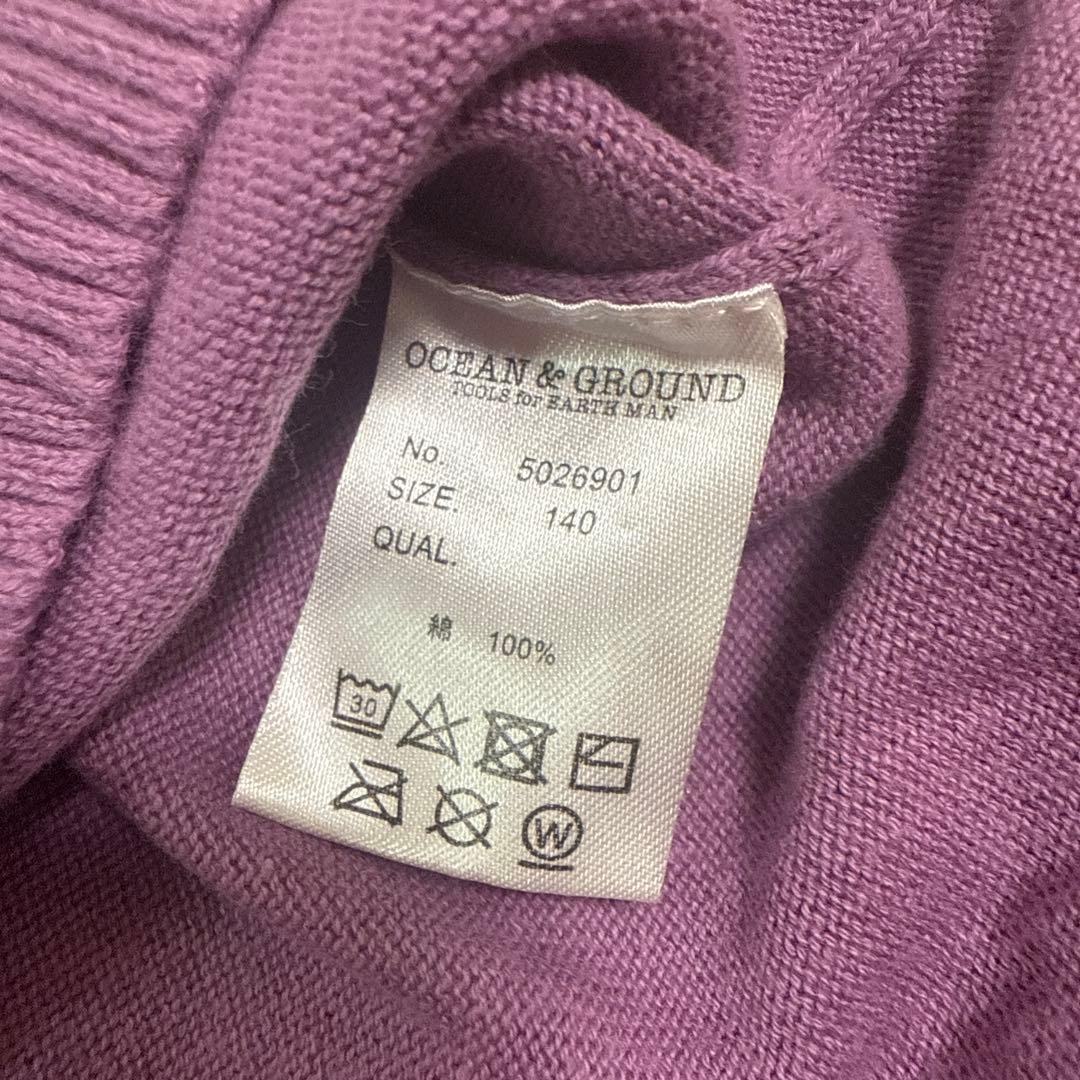 OCEAN & GROUND
TOOLS for EARTH MAN
No. 5026901
SIZE. 140
QUAL.
綿 100%
30
W